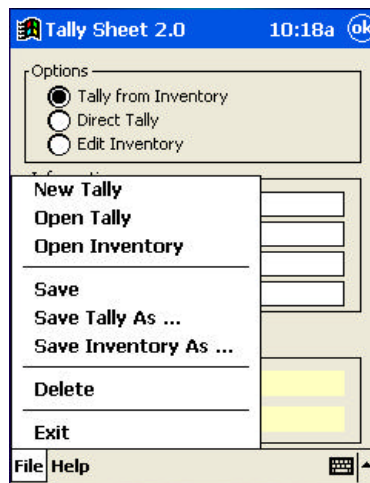 Tally Sheet 2.0 10:18a ok
Options
Tally from Inventory
Direct Tally
Edit Inventory
New Tally
Open Tally
Open Inventory
Save
Save Tally As ...
Save Inventory As ...
Delete
Exit
File Help